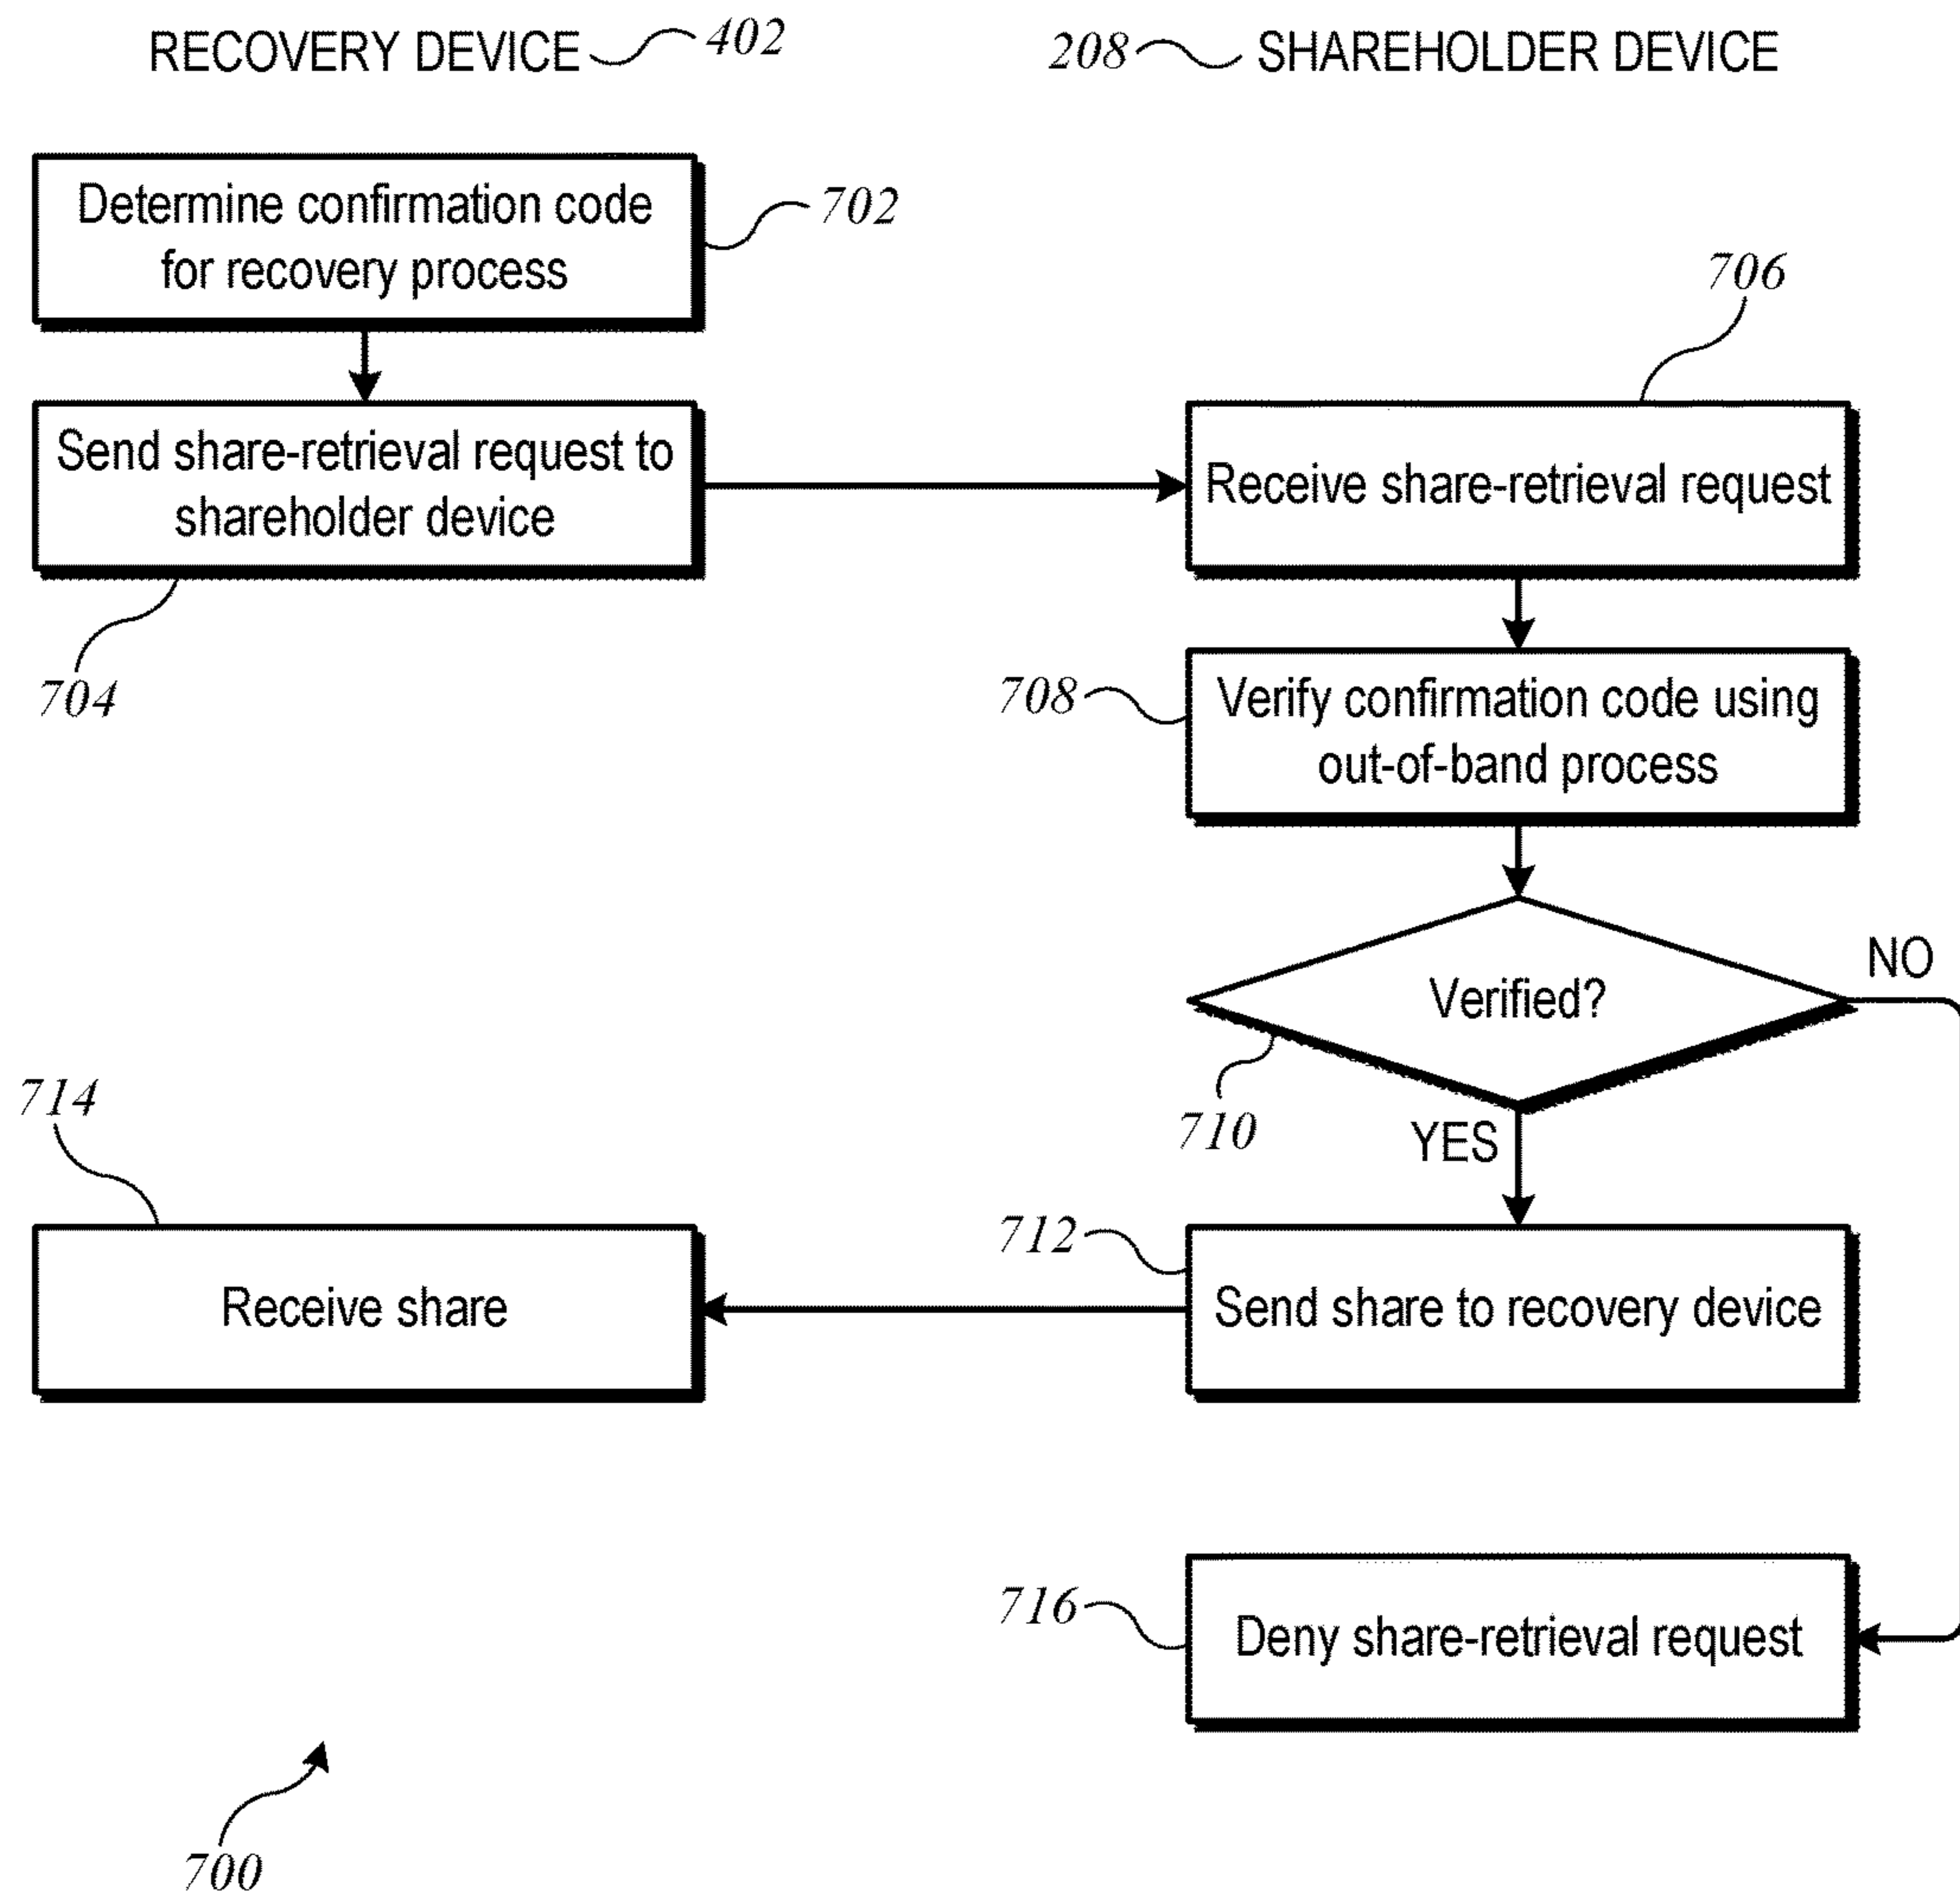 RECOVERY DEVICE 402
208 SHAREHOLDER DEVICE
Determine confirmation code
for recovery process
702
706
Send share-retrieval request to
shareholder device
704
Receive share-retrieval request
708
Verify confirmation code using
out-of-band process
Verified?
NO
710
YES
714
712
Receive share
Send share to recovery device
716
Deny share-retrieval request
700